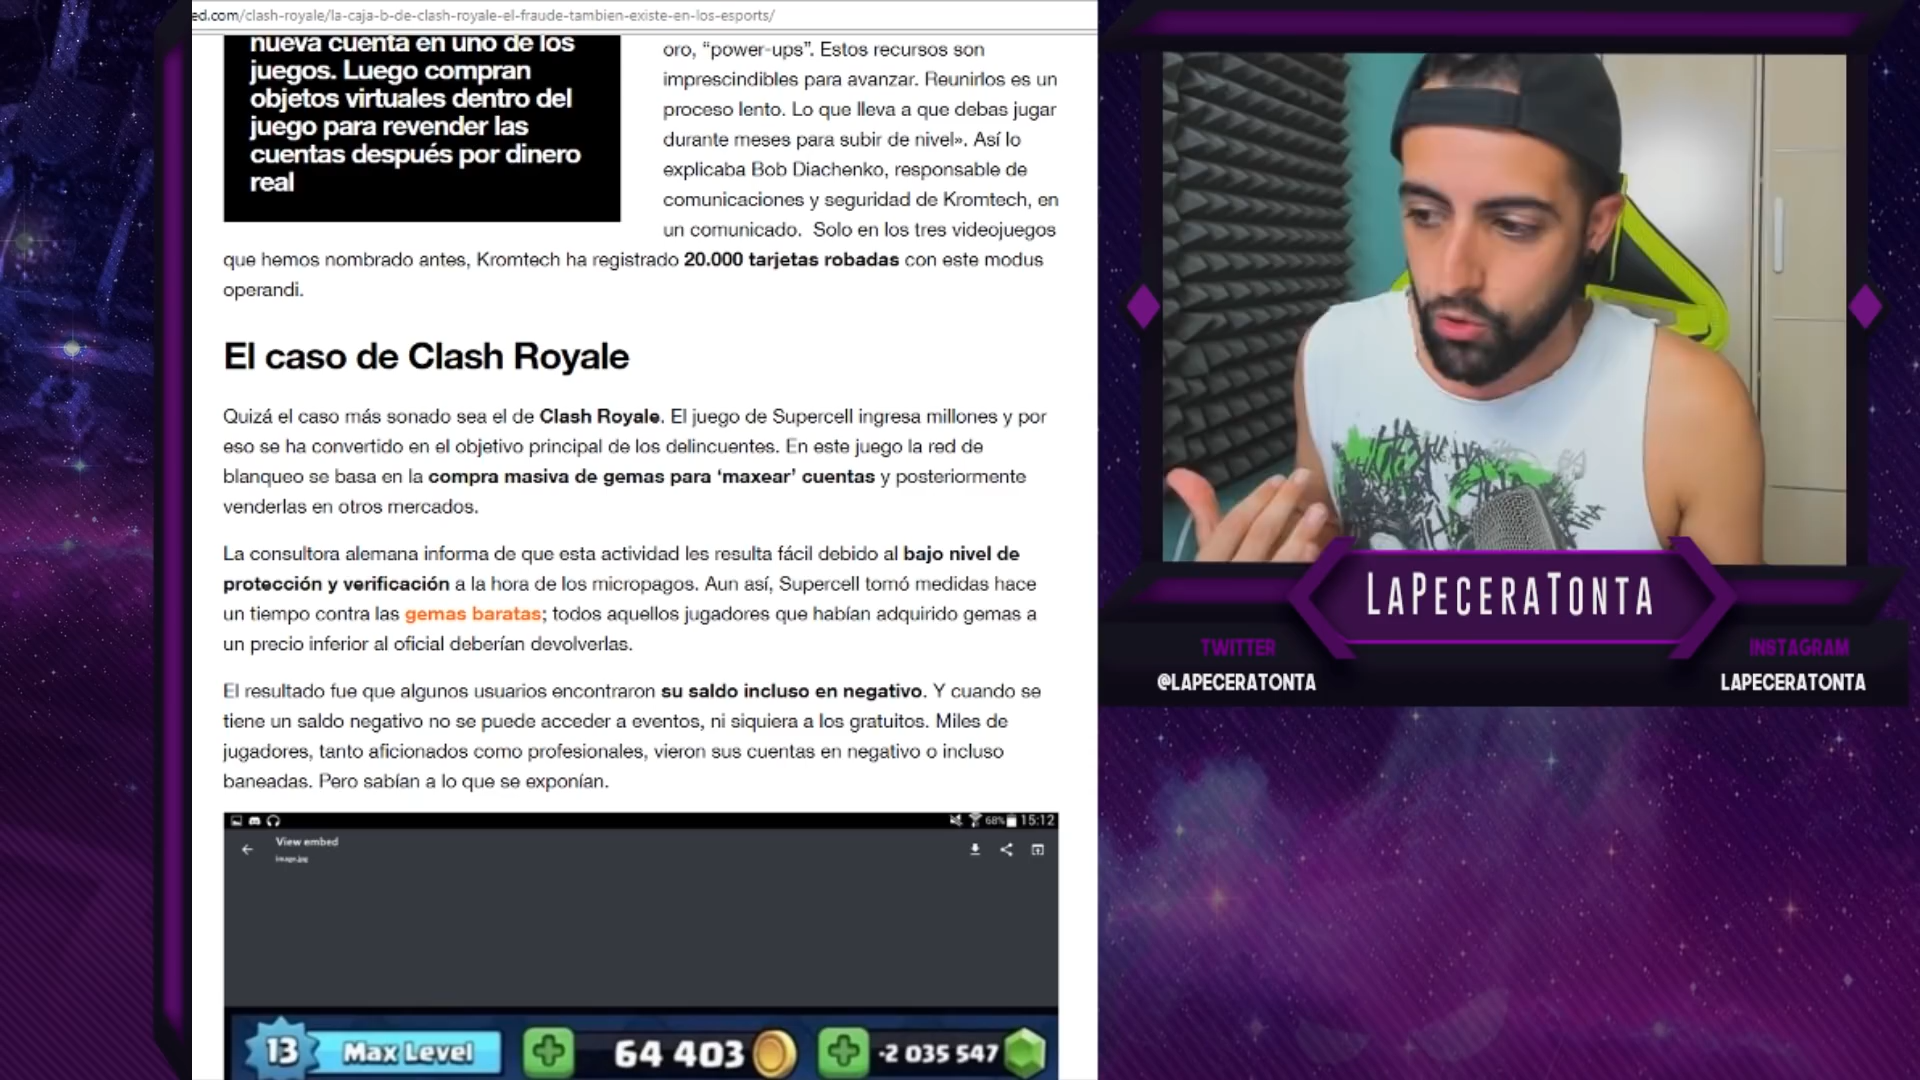 ed.com/clash-royale/la-caja-b-de-clash-royale-el-fraude-tambien-existe-en-los-esports/
nueva cuenta en uno de los
juegos. Luego compran
objetos virtuales dentro del
juego para revender las
cuentas después por dinero
real
oro, “power-ups”. Estos recursos son
imprescindibles para avanzar. Reunirlos es un
proceso lento. Lo que lleva a que debas jugar
durante meses para subir de nivel». Así lo
explicaba Bob Diachenko, responsable de
comunicaciones y seguridad de Kromtech, en
un comunicado. Solo en los tres videojuegos
que hemos nombrado antes, Kromtech ha registrado 20.000 tarjetas robadas con este modus
operandi.
El caso de Clash Royale
Quizá el caso más sonado sea el de Clash Royale. El juego de Supercell ingresa millones y por
eso se ha convertido en el objetivo principal de los delincuentes. En este juego la red de
blanqueo se basa en la compra masiva de gemas para ‘maxear’ cuentas y posteriormente
venderlas en otros mercados.
La consultora alemana informa de que esta actividad les resulta fácil debido al bajo nivel de
protección y verificación a la hora de los micropagos. Aun así, Supercell tomó medidas hace
un tiempo contra las gemas baratas; todos aquellos jugadores que habían adquirido gemas a
un precio inferior al oficial deberían devolverlas.
El resultado fue que algunos usuarios encontraron su saldo incluso en negativo. Y cuando se
tiene un saldo negativo no se puede acceder a eventos, ni siquiera a los gratuitos. Miles de
jugadores, tanto aficionados como profesionales, vieron sus cuentas en negativo o incluso
baneadas. Pero sabían a lo que se exponían.
68% 15:12
View embed
image.jpg
13 Max Level 64 403 -2 035 547
LAPECERATONTA
TWITTER
@LAPECERATONTA
INSTAGRAM
LAPECERATONTA